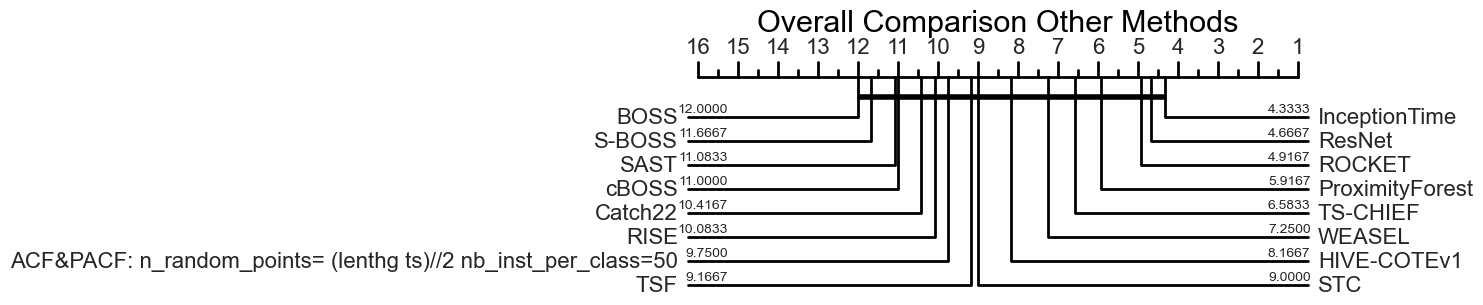 Overall Comparison Other Methods
16 15 14 13 12 11 10 9 8 7 6 5 4 3 2 1
BOSS 12.0000 4.3333 InceptionTime
S-BOSS 11.6667 4.6667 ResNet
SAST 11.0833 4.9167 ROCKET
cBOSS 11.0000 5.9167 ProximityForest
Catch22 10.4167 6.5833 TS-CHIEF
RISE 10.0833 7.2500 WEASEL
ACF&PACF: n_random_points= (lenthg ts)//2 nb_inst_per_class=50 9.7500 8.1667 HIVE-COTEv1
TSF 9.1667 9.0000 STC